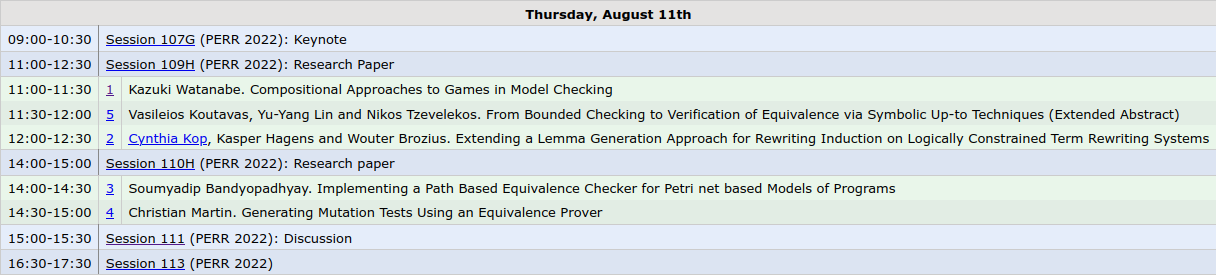 Thursday, August 11th
09:00-10:30 Session 107G (PERR 2022): Keynote
11:00-12:30 Session 109H (PERR 2022): Research Paper
11:00-11:30 1 Kazuki Watanabe. Compositional Approaches to Games in Model Checking
11:30-12:00 5 Vasileios Koutavas, Yu-Yang Lin and Nikos Tzevelekos. From Bounded Checking to Verification of Equivalence via Symbolic Up-to Techniques (Extended Abstract)
12:00-12:30 2 Cynthia Kop, Kasper Hagens and Wouter Brozius. Extending a Lemma Generation Approach for Rewriting Induction on Logically Constrained Term Rewriting Systems
14:00-15:00 Session 110H (PERR 2022): Research paper
14:00-14:30 3 Soumyadip Bandyopadhyay. Implementing a Path Based Equivalence Checker for Petri net based Models of Programs
14:30-15:00 4 Christian Martin. Generating Mutation Tests Using an Equivalence Prover
15:00-15:30 Session 111 (PERR 2022): Discussion
16:30-17:30 Session 113 (PERR 2022)